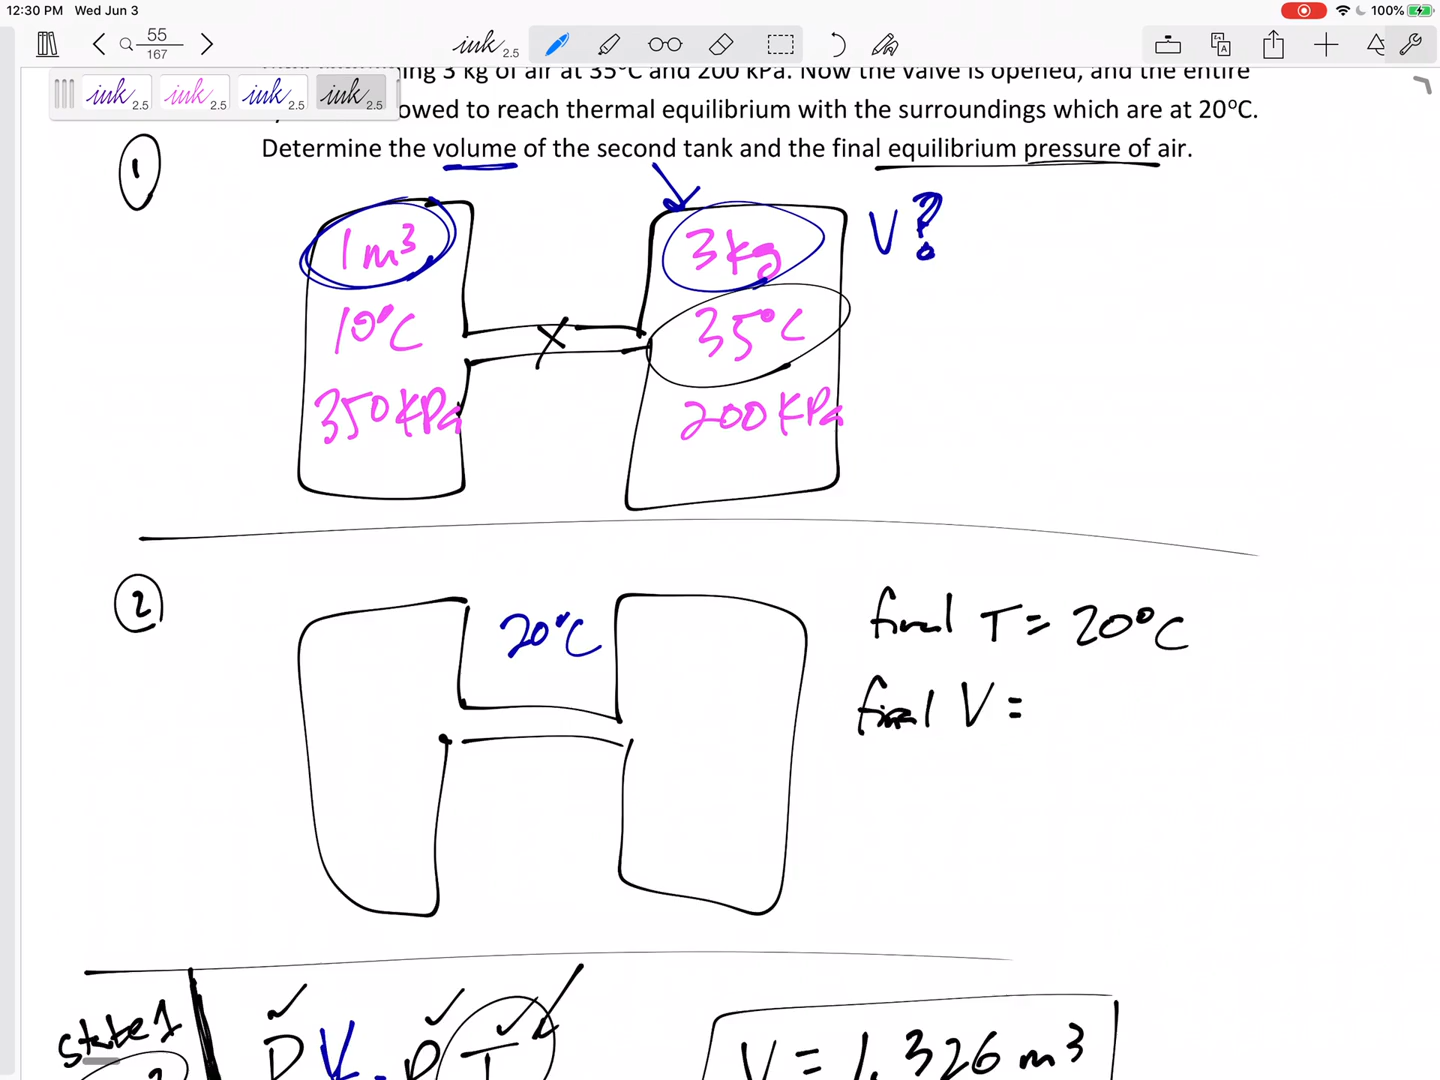 12:30 PM Wed Jun 3
100%
55
167
ink 2.5
ink 2.5 ink 2.5 ink 2.5 ink 2.5
ing 3 kg of air at 35°C and 200 kPa. Now the valve is opened, and the entire
owed to reach thermal equilibrium with the surroundings which are at 20°C.
Determine the volume of the second tank and the final equilibrium pressure of air.
1
1 m³ 3 kg V?
10°C 35°C
350 kPa 200 kPa
2
20°C final T = 20°C
final V =
state 1
V = 1.326 m³